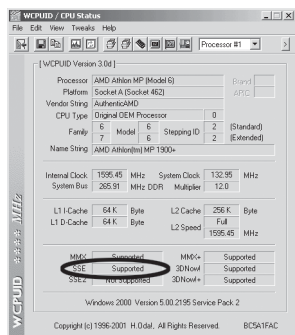 WCPUID / CPU Status
File Edit View Tweaks Help
Processor #1
[ WCPUID Version 3.0d ]
Processor AMD Athlon MP (Model 6) Brand
Platform Socket A (Socket 462) APIC
Vendor String AuthenticAMD
CPU Type Original OEM Processor 0
Family 6 Model 6 Stepping ID 2 (Standard)
7 6 2 (Extended)
Name String AMD Athlon(tm) MP 1900+
Internal Clock 1595.45 MHz System Clock 132.95 MHz
System Bus 265.91 MHz DDR Multiplier 12.0
L1 I-Cache 64 K Byte L2 Cache 256 K Byte
L1 D-Cache 64 K Byte L2 Speed Full
1595.45 MHz
MMX Supported MMX+ Supported
SSE Supported 3DNow! Supported
SSE2 Not Supported 3DNow!+ Supported
Windows 2000 Version 5.00.2195 Service Pack 2
Copyright (c) 1996-2001 H.Oda!, All Rights Reserved. BC5A1FAC
WCPUID **** MHz